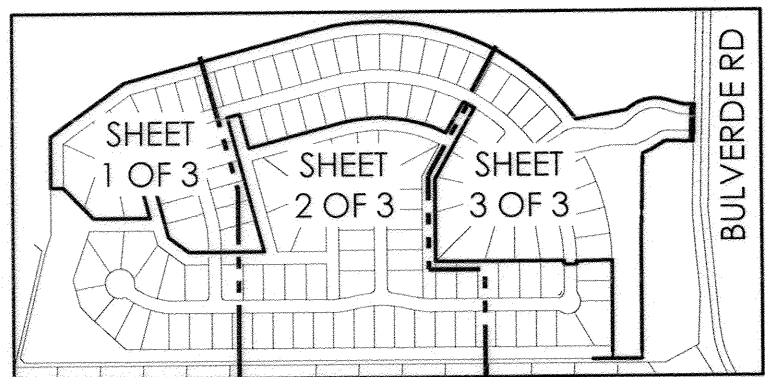 SHEET
1 OF 3
SHEET
2 OF 3
SHEET
3 OF 3
BULVERDE RD